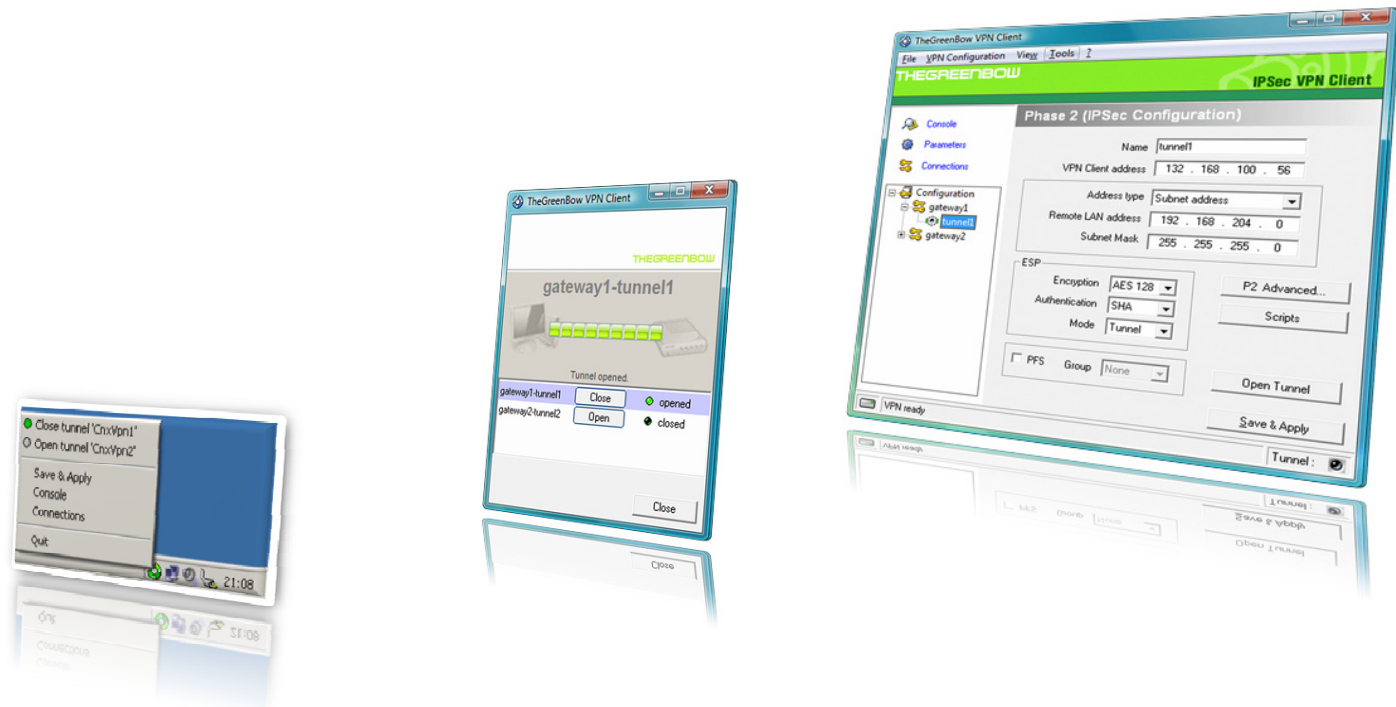 Close tunnel 'CnxVpn1'
Open tunnel 'CnxVpn2'
Save & Apply
Console
Connections
Quit
21:08
TheGreenBow VPN Client
THEGREENBOW
gateway1-tunnel1
Tunnel opened.
gateway1-tunnel1 Close opened
gateway2-tunnel2 Open closed
Close
TheGreenBow VPN Client
File VPN Configuration View Tools ?
THEGREENBOW
IPSec VPN Client
Console
Parameters
Connections
Configuration
gateway1
tunnel1
gateway2
Phase 2 (IPSec Configuration)
Name tunnel1
VPN Client address 132 . 168 . 100 . 56
Address type Subnet address
Remote LAN address 192 . 168 . 204 . 0
Subnet Mask 255 . 255 . 255 . 0
ESP
Encryption AES 128
Authentication SHA
Mode Tunnel
P2 Advanced...
Scripts
PFS Group None
Open Tunnel
Save & Apply
VPN ready
Tunnel :